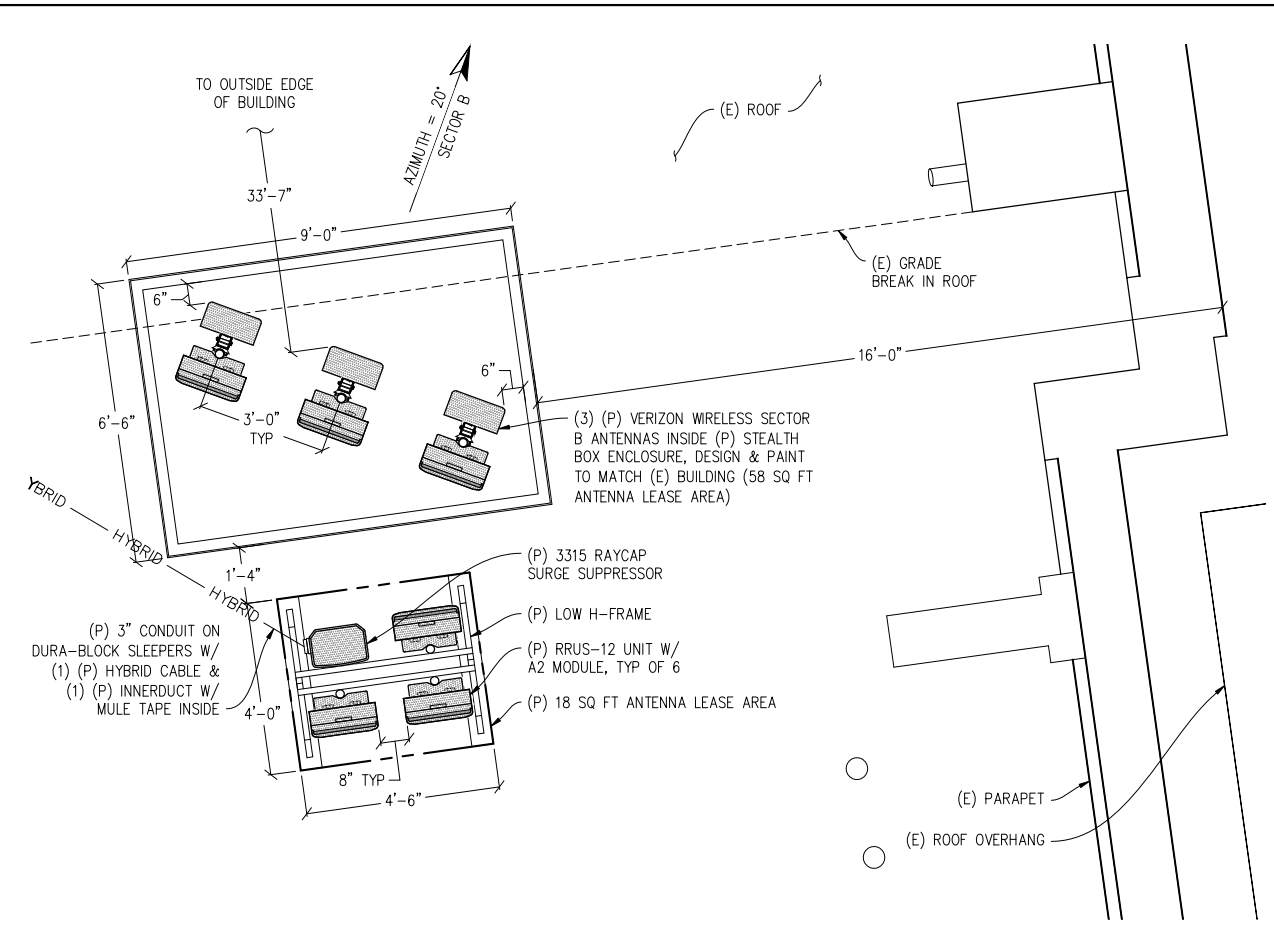 TO OUTSIDE EDGE
OF BUILDING
33'-7"
AZIMUTH = 20°
SECTOR B
(E) ROOF
9'-0"
(E) GRADE
BREAK IN ROOF
6"
16'-0"
6"
6'-6"
3'-0"
TYP
(3) (P) VERIZON WIRELESS SECTOR
B ANTENNAS INSIDE (P) STEALTH
BOX ENCLOSURE, DESIGN & PAINT
TO MATCH (E) BUILDING (58 SQ FT
ANTENNA LEASE AREA)
YBRID
HYBRID
HYBRID
1'-4"
(P) 3315 RAYCAP
SURGE SUPPRESSOR
(P) LOW H-FRAME
(P) RRUS-12 UNIT W/
A2 MODULE, TYP OF 6
(P) 18 SQ FT ANTENNA LEASE AREA
(P) 3" CONDUIT ON
DURA-BLOCK SLEEPERS W/
(1) (P) HYBRID CABLE &
(1) (P) INNERDUCT W/
MULE TAPE INSIDE
4'-0"
8" TYP
4'-6"
(E) PARAPET
(E) ROOF OVERHANG